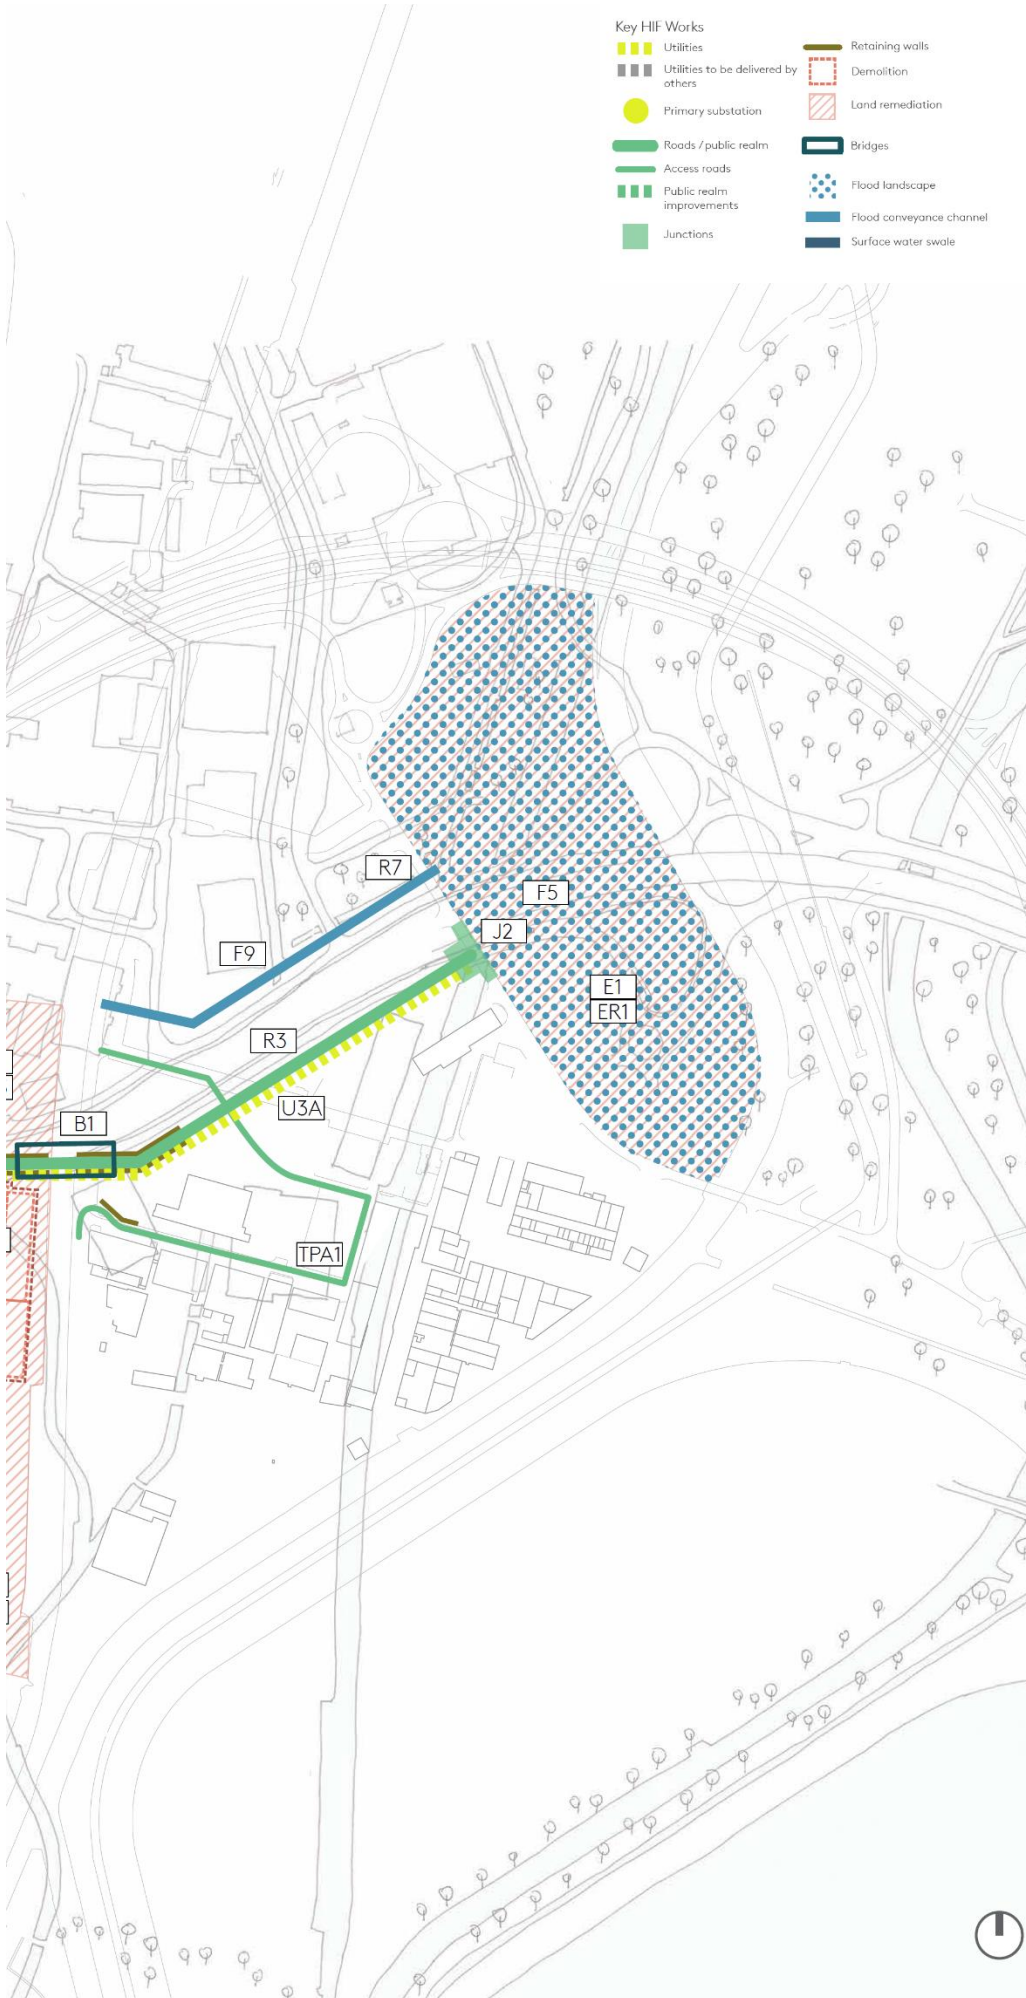 Key HIF Works
Utilities
Utilities to be delivered by
others
Primary substation
Roads / public realm
Access roads
Public realm
improvements
Junctions
Retaining walls
Demolition
Land remediation
Bridges
Flood landscape
Flood conveyance channel
Surface water swale
R7
F5
J2
F9
E1
ER1
R3
U3A
B1
TPA1